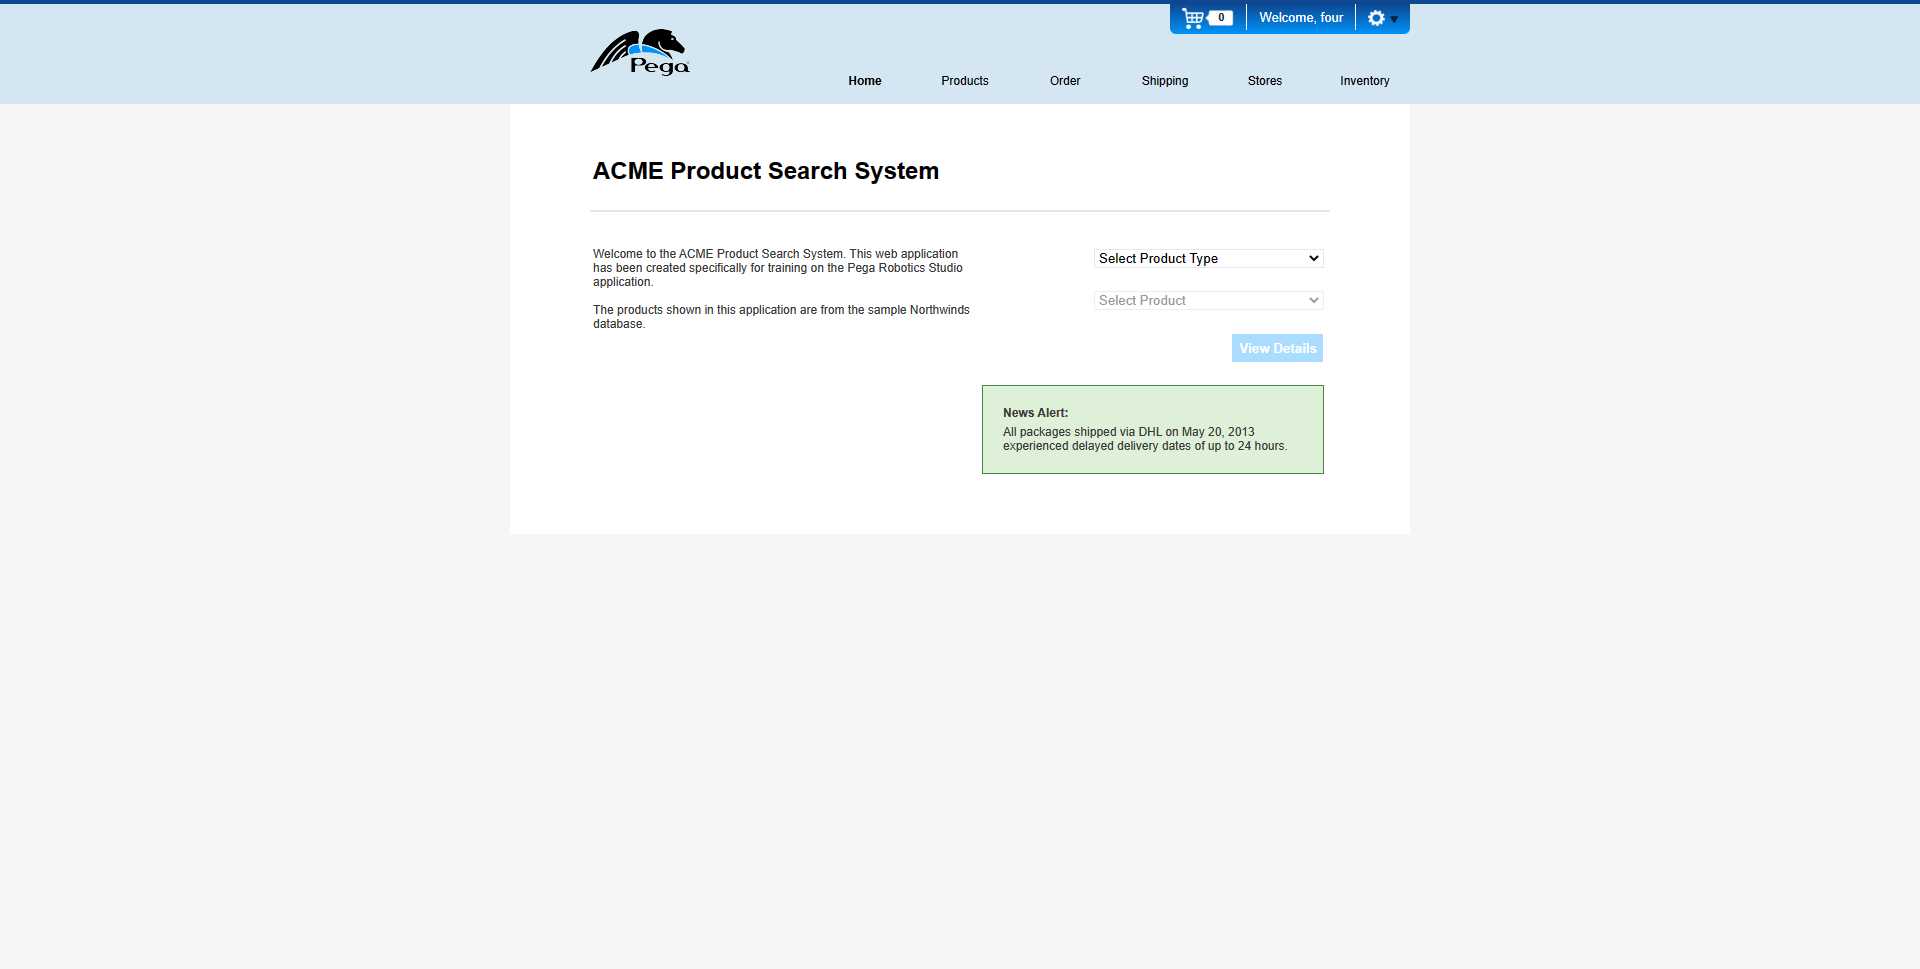 0 Welcome, four
Pega
Home Products Order Shipping Stores Inventory
ACME Product Search System
Welcome to the ACME Product Search System. This web application
has been created specifically for training on the Pega Robotics Studio
application.
The products shown in this application are from the sample Northwinds
database.
Select Product Type
Select Product
View Details
News Alert:
All packages shipped via DHL on May 20, 2013
experienced delayed delivery dates of up to 24 hours.